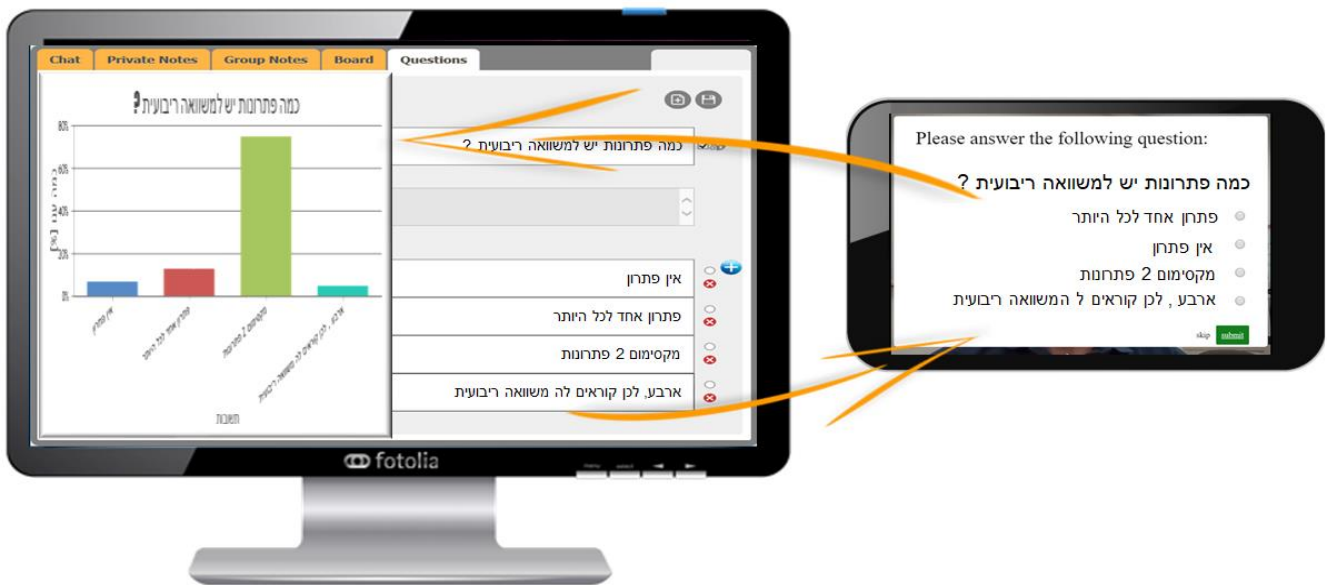 Chat
Private Notes
Group Notes
Board
Questions
כמה פתרונות יש למשוואה ריבועית ?
80%
60%
40%
20%
0%
כמה ענו [%]
אין פתרון
פתרון אחד לכל היותר
מקסימום 2 פתרונות
ארבע , לכן קוראים לה משוואה ריבועית
תשובות
כמה פתרונות יש למשוואה ריבועית ?
אין פתרון
פתרון אחד לכל היותר
מקסימום 2 פתרונות
ארבע, לכן קוראים לה משוואה ריבועית
fotolia
menu
select
Please answer the following question:
כמה פתרונות יש למשוואה ריבועית ?
פתרון אחד לכל היותר
אין פתרון
מקסימום 2 פתרונות
ארבע , לכן קוראים ל המשוואה ריבועית
skip
submit